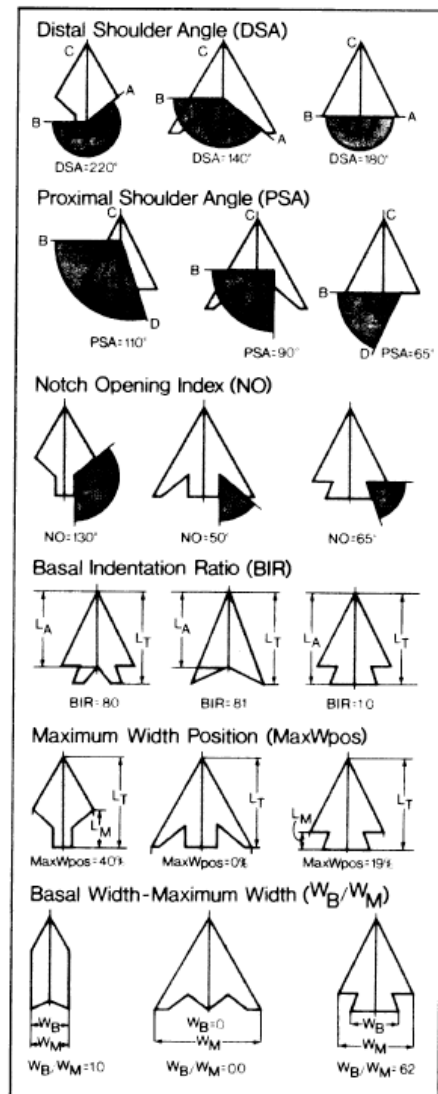 Distal Shoulder Angle (DSA)
C C C
A
B B A B A
DSA=220° DSA=140° DSA=180°
Proximal Shoulder Angle (PSA)
C C C
B B B
D D
PSA=110° PSA=90° PSA=65°
Notch Opening Index (NO)
NO=130° NO=50° NO=65°
Basal Indentation Ratio (BIR)
LA LT LA LT LA LT
BIR=80 BIR=81 BIR=10
Maximum Width Position (MaxWpos)
LT LT LT
LM LM
MaxWpos=40% MaxWpos=0% MaxWpos=19%
Basal Width-Maximum Width (WB/WM)
WB WB=0 WB
WM WM WM
WB/WM=10 WB/WM=00 WB/WM=62